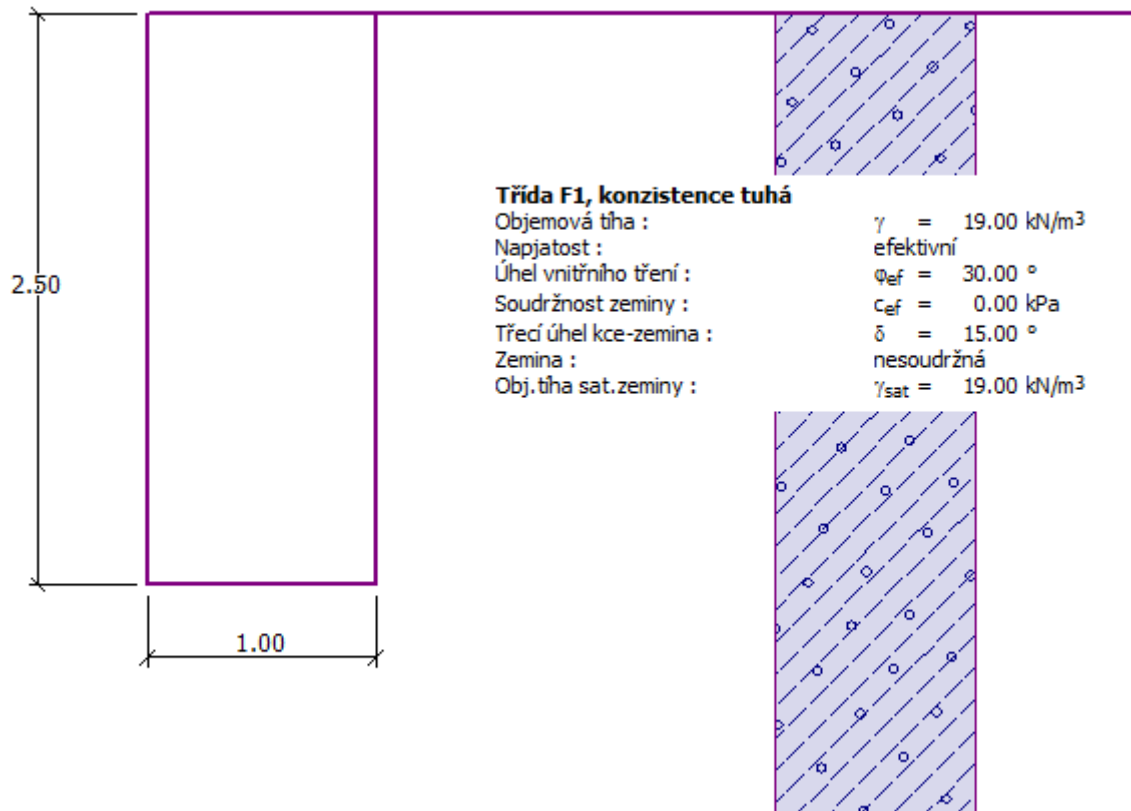 Třída F1, konzistence tuhá
Objemová tíha : γ = 19.00 kN/m³
Napjatost : efektivní
2.50
Úhel vnitřního tření : φef = 30.00 °
Soudržnost zeminy : cef = 0.00 kPa
Třecí úhel kce-zemina : δ = 15.00 °
Zemina : nesoudržná
Obj.tíha sat.zeminy : γsat = 19.00 kN/m³
1.00